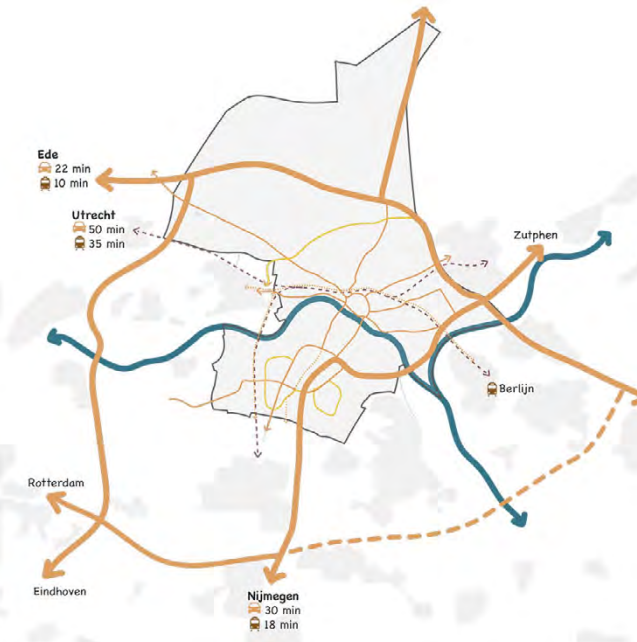 Ede
22 min
10 min
Utrecht
50 min
35 min
Zutphen
Berlijn
Rotterdam
Eindhoven
Nijmegen
30 min
18 min